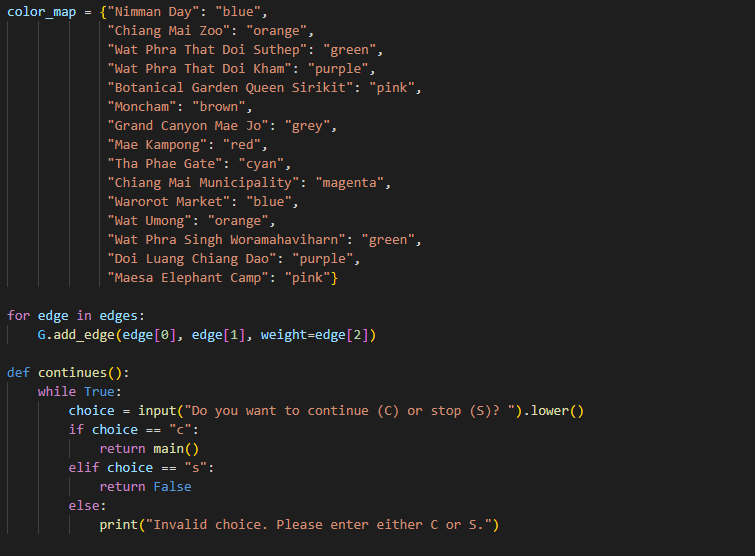 color_map = {"Nimman Day": "blue",
             "Chiang Mai Zoo": "orange",
             "Wat Phra That Doi Suthep": "green",
             "Wat Phra That Doi Kham": "purple",
             "Botanical Garden Queen Sirikit": "pink",
             "Moncham": "brown",
             "Grand Canyon Mae Jo": "grey",
             "Mae Kampong": "red",
             "Tha Phae Gate": "cyan",
             "Chiang Mai Municipality": "magenta",
             "Warorot Market": "blue",
             "Wat Umong": "orange",
             "Wat Phra Singh Woramahaviharn": "green",
             "Doi Luang Chiang Dao": "purple",
             "Maesa Elephant Camp": "pink"}

for edge in edges:
    G.add_edge(edge[0], edge[1], weight=edge[2])

def continues():
    while True:
        choice = input("Do you want to continue (C) or stop (S)? ").lower()
        if choice == "c":
            return main()
        elif choice == "s":
            return False
        else:
            print("Invalid choice. Please enter either C or S.")